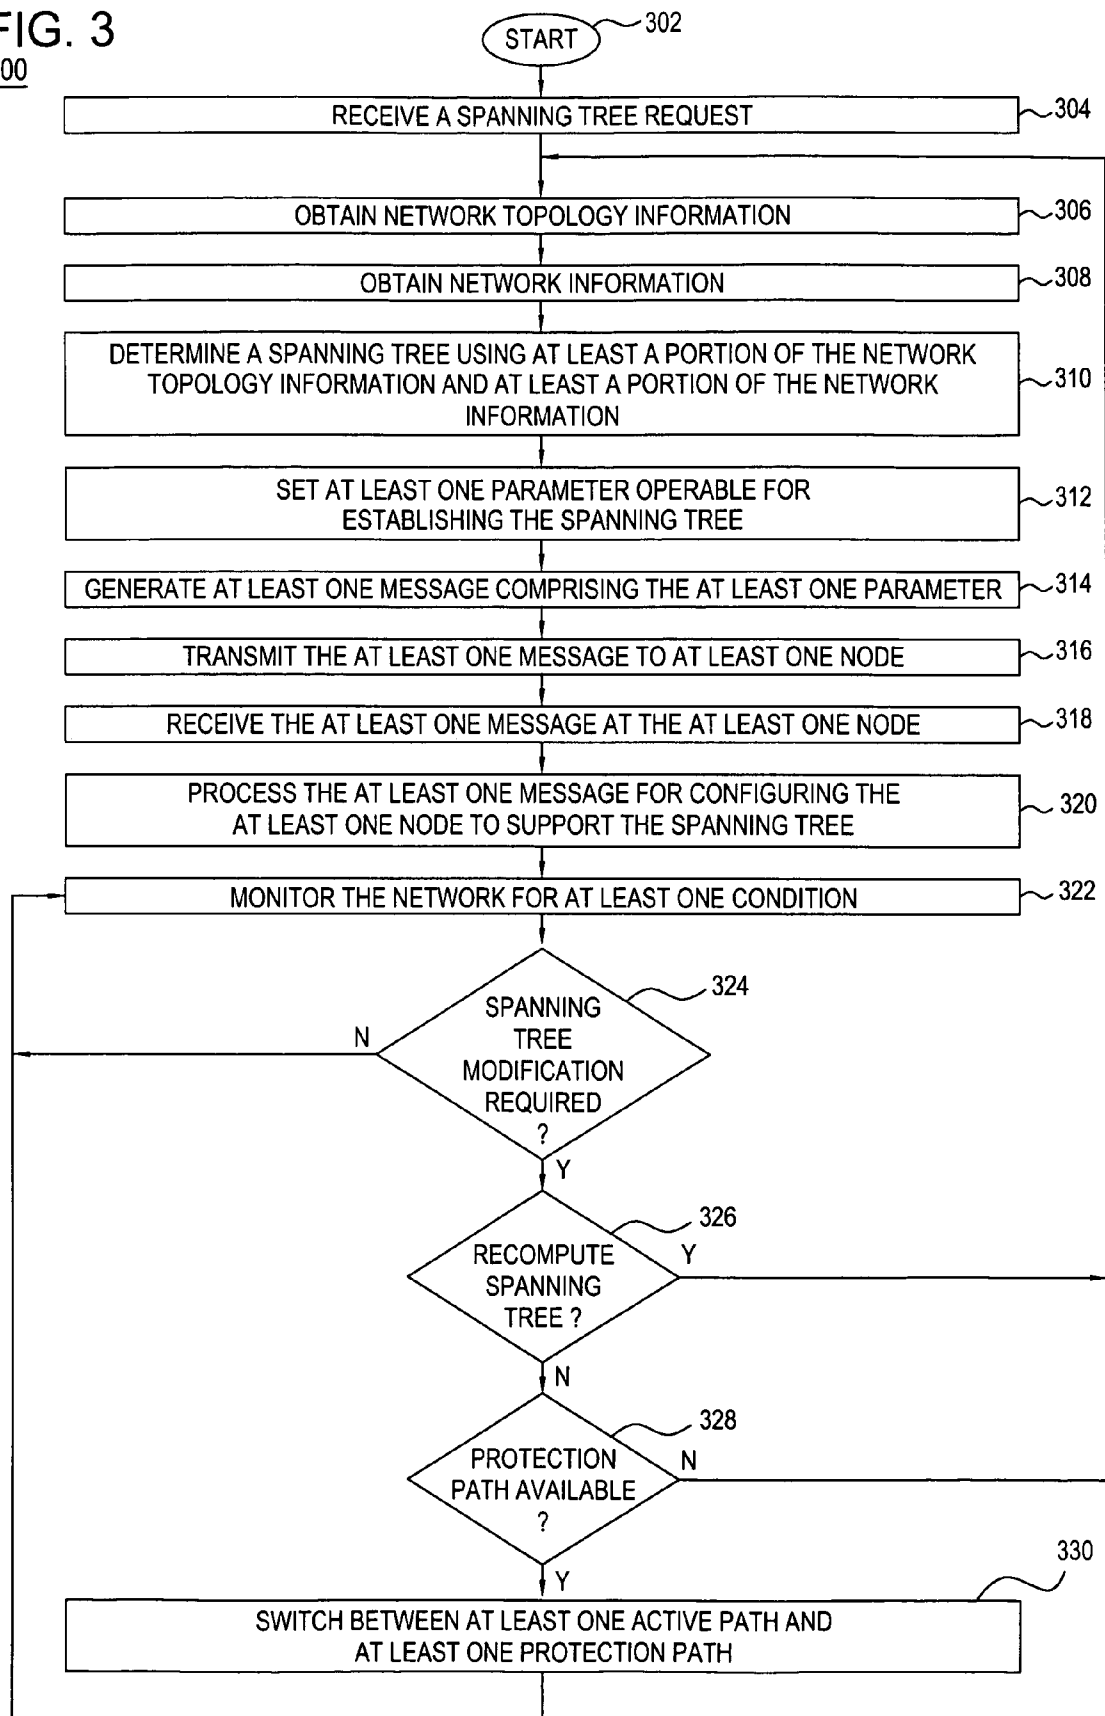 FIG. 3
00
START
302
RECEIVE A SPANNING TREE REQUEST
304
OBTAIN NETWORK TOPOLOGY INFORMATION
306
OBTAIN NETWORK INFORMATION
308
DETERMINE A SPANNING TREE USING AT LEAST A PORTION OF THE NETWORK
TOPOLOGY INFORMATION AND AT LEAST A PORTION OF THE NETWORK
INFORMATION
310
SET AT LEAST ONE PARAMETER OPERABLE FOR
ESTABLISHING THE SPANNING TREE
312
GENERATE AT LEAST ONE MESSAGE COMPRISING THE AT LEAST ONE PARAMETER
314
TRANSMIT THE AT LEAST ONE MESSAGE TO AT LEAST ONE NODE
316
RECEIVE THE AT LEAST ONE MESSAGE AT THE AT LEAST ONE NODE
318
PROCESS THE AT LEAST ONE MESSAGE FOR CONFIGURING THE
AT LEAST ONE NODE TO SUPPORT THE SPANNING TREE
320
MONITOR THE NETWORK FOR AT LEAST ONE CONDITION
322
324
SPANNING
TREE
MODIFICATION
REQUIRED
?
N
Y
326
RECOMPUTE
SPANNING
TREE ?
Y
N
328
PROTECTION
PATH AVAILABLE
?
N
Y
330
SWITCH BETWEEN AT LEAST ONE ACTIVE PATH AND
AT LEAST ONE PROTECTION PATH